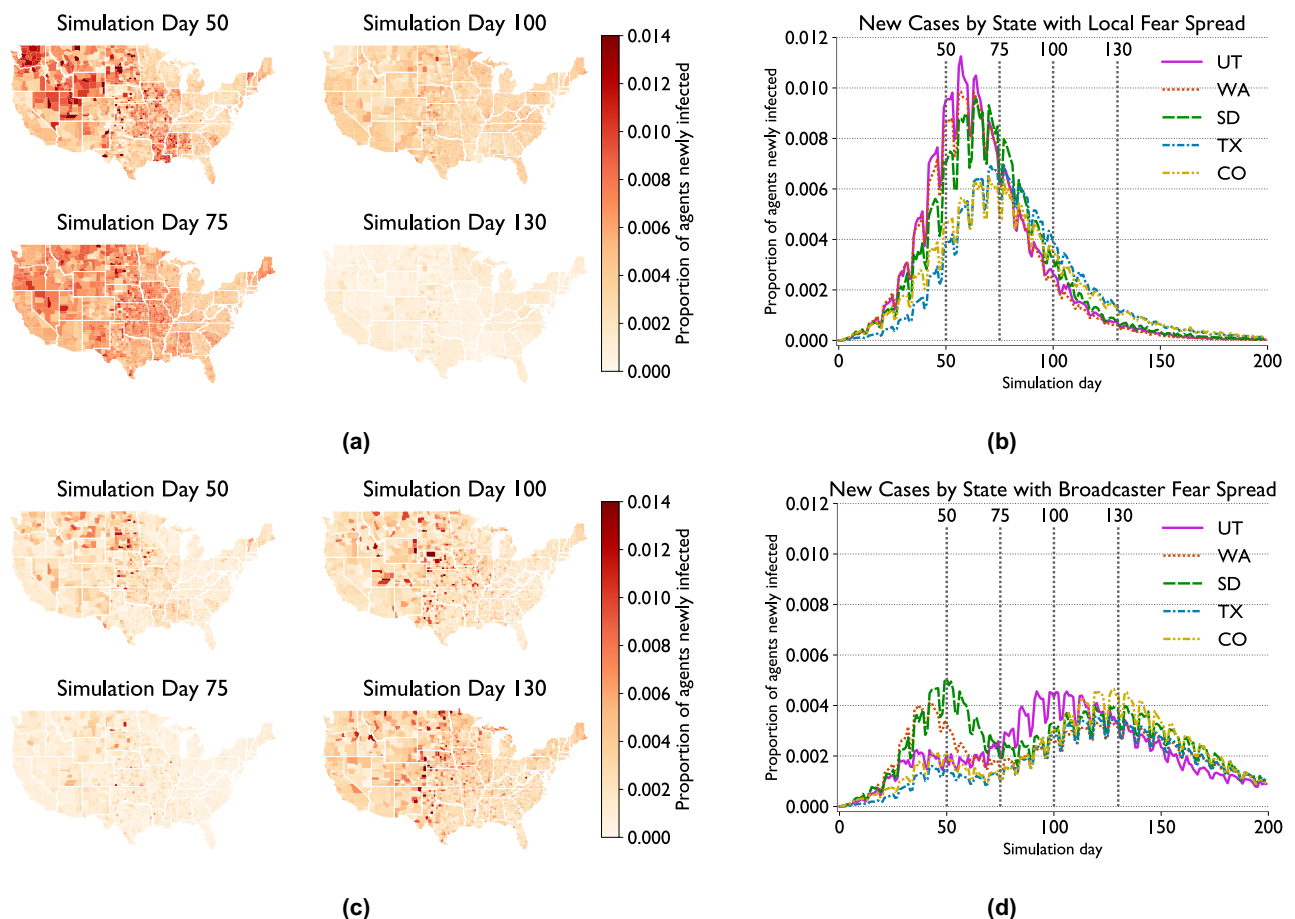 Simulation Day 50
Simulation Day 100
Simulation Day 75
Simulation Day 130
0.014
0.012
0.010
0.008
0.006
0.004
0.002
0.000
Proportion of agents newly infected
(a)
New Cases by State with Local Fear Spread
50 75 100 130
UT
WA
SD
TX
CO
0.012
0.010
0.008
0.006
0.004
0.002
0.000
Proportion of agents newly infected
0 50 100 150 200
Simulation day
(b)
Simulation Day 50
Simulation Day 100
Simulation Day 75
Simulation Day 130
0.014
0.012
0.010
0.008
0.006
0.004
0.002
0.000
Proportion of agents newly infected
(c)
New Cases by State with Broadcaster Fear Spread
50 75 100 130
UT
WA
SD
TX
CO
0.012
0.010
0.008
0.006
0.004
0.002
0.000
Proportion of agents newly infected
0 50 100 150 200
Simulation day
(d)